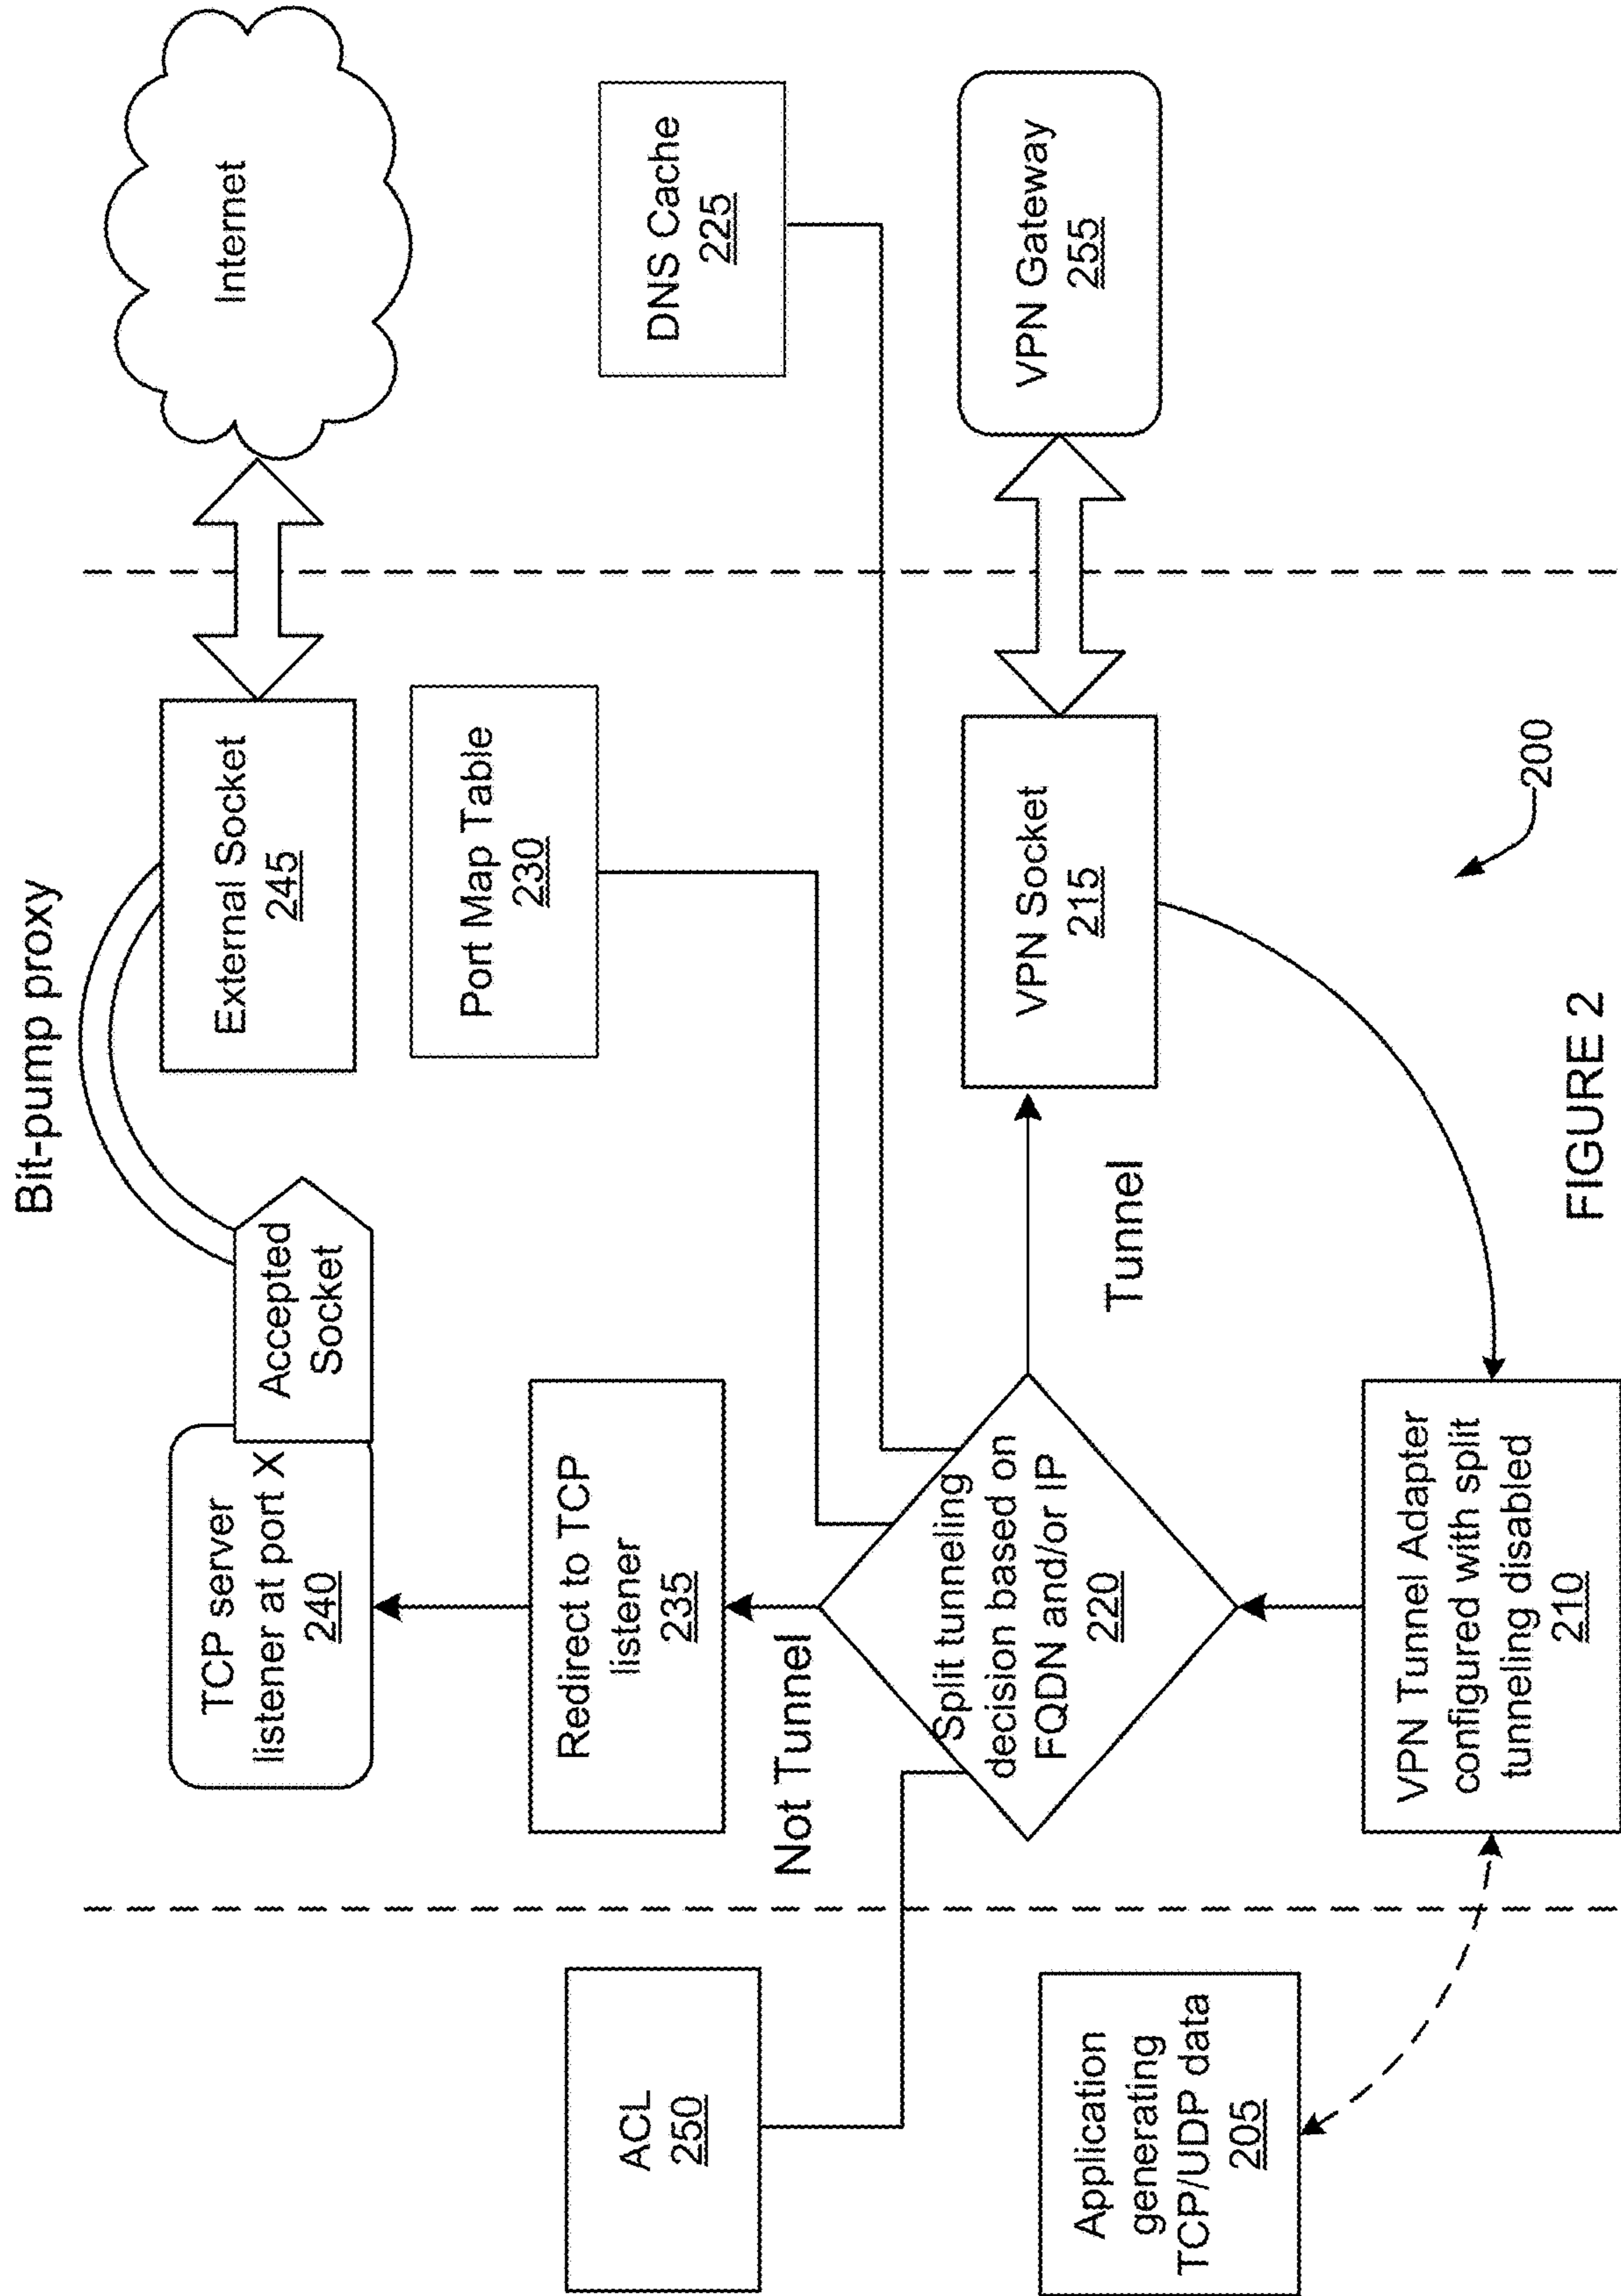 Bit-pump proxy
TCP server
listener at port X
240
Accepted
Socket
External Socket
245
Internet
ACL
250
Redirect to TCP
listener
235
Port Map Table
230
DNS Cache
225
Not Tunnel
Application
generating
TCP/UDP data
205
Split tunneling
decision based on
FQDN and/or IP
220
Tunnel
VPN Socket
215
VPN Gateway
255
VPN Tunnel Adapter
configured with split
tunneling disabled
210
200
FIGURE 2